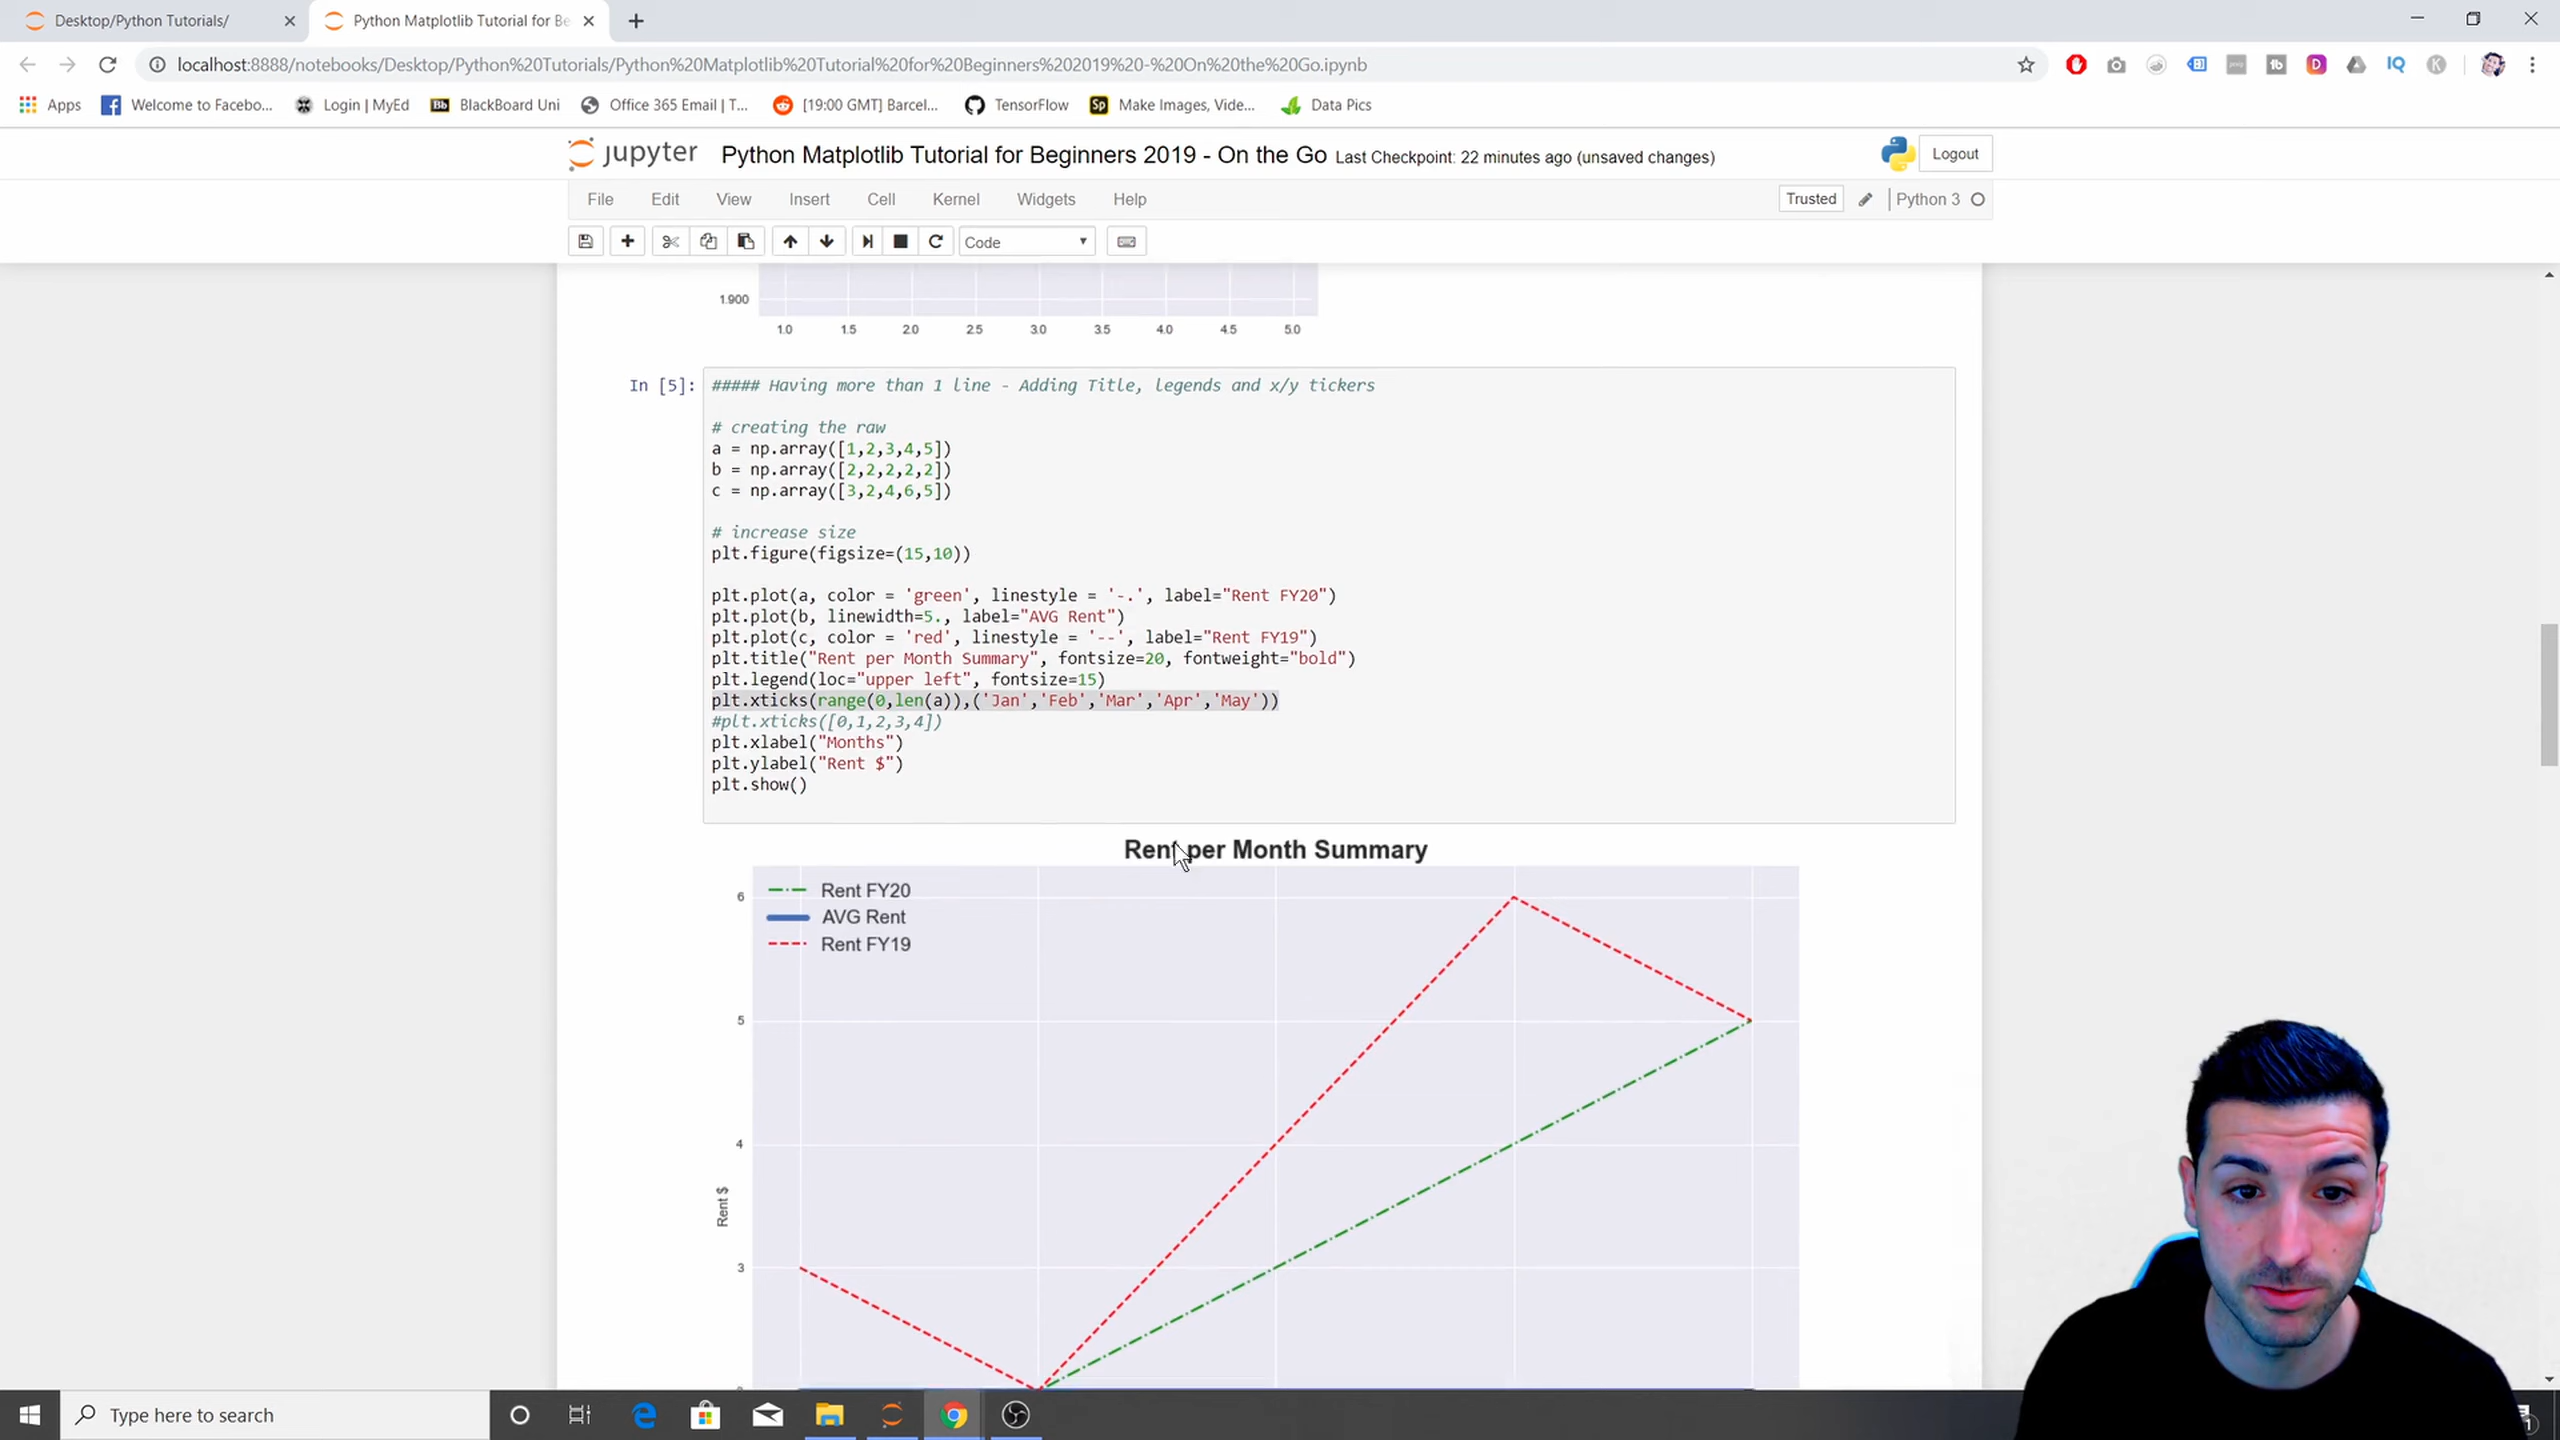 Desktop/Python Tutorials/
Python Matplotlib Tutorial for Be
localhost:8888/notebooks/Desktop/Python%20Tutorials/Python%20Matplotlib%20Tutorial%20for%20Beginners%202019%20-%20On%20the%20Go.ipynb
Apps
Welcome to Facebo...
Login | MyEd
Bb BlackBoard Uni
Office 365 Email | T...
[19:00 GMT] Barcel...
TensorFlow
Sp Make Images, Vide...
Data Pics
jupyter Python Matplotlib Tutorial for Beginners 2019 - On the Go Last Checkpoint: 22 minutes ago (unsaved changes)
Logout
File Edit View Insert Cell Kernel Widgets Help
Trusted Python 3
Code
1.900
1.0 1.5 2.0 2.5 3.0 3.5 4.0 4.5 5.0
In [5]:
##### Having more than 1 line - Adding Title, legends and x/y tickers
# creating the raw
a = np.array([1,2,3,4,5])
b = np.array([2,2,2,2,2])
c = np.array([3,2,4,6,5])
# increase size
plt.figure(figsize=(15,10))
plt.plot(a, color = 'green', linestyle = '-.', label="Rent FY20")
plt.plot(b, linewidth=5., label="AVG Rent")
plt.plot(c, color = 'red', linestyle = '--', label="Rent FY19")
plt.title("Rent per Month Summary", fontsize=20, fontweight="bold")
plt.legend(loc="upper left", fontsize=15)
plt.xticks(range(0,len(a)),('Jan','Feb','Mar','Apr','May'))
#plt.xticks([0,1,2,3,4])
plt.xlabel("Months")
plt.ylabel("Rent $")
plt.show()
Rent per Month Summary
Rent FY20
AVG Rent
Rent FY19
6
5
4
3
Rent $
Type here to search